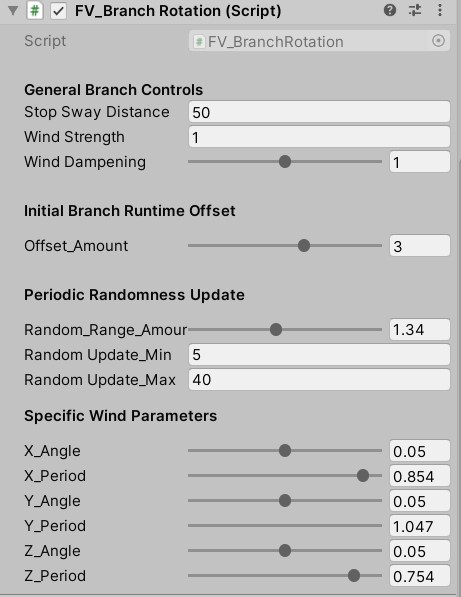 FV_Branch Rotation (Script)
Script # FV_BranchRotation
General Branch Controls
Stop Sway Distance 50
Wind Strength 1
Wind Dampening 1
Initial Branch Runtime Offset
Offset_Amount 3
Periodic Randomness Update
Random_Range_Amour 1.34
Random Update_Min 5
Random Update_Max 40
Specific Wind Parameters
X_Angle 0.05
X_Period 0.854
Y_Angle 0.05
Y_Period 1.047
Z_Angle 0.05
Z_Period 0.754